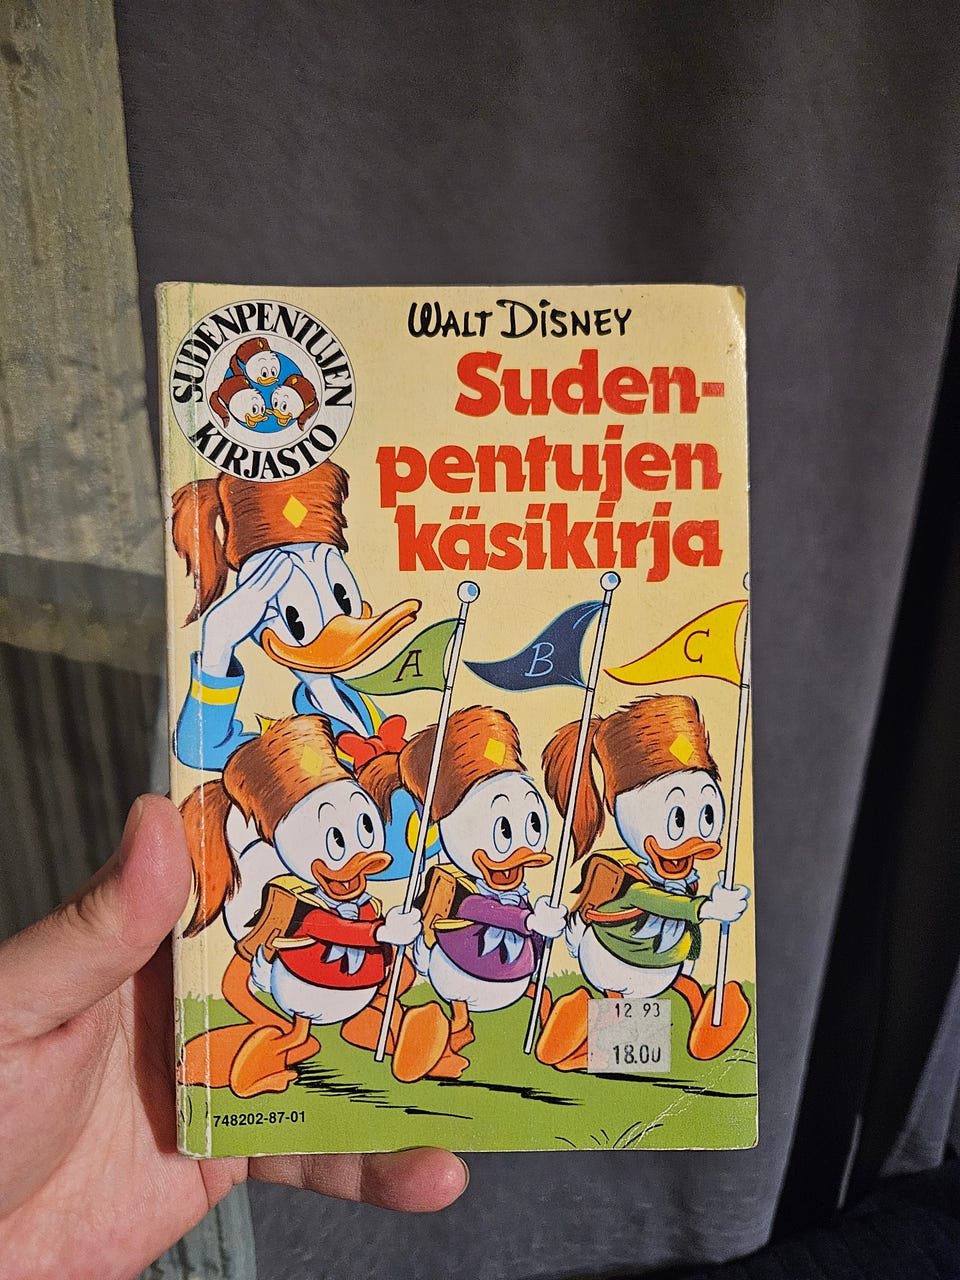 SUDENPENTUJEN
KIRJASTO
WALT DISNEY
Suden-
pentujen
käsikirja
A
B
C
12 93
18.00
748202-87-01